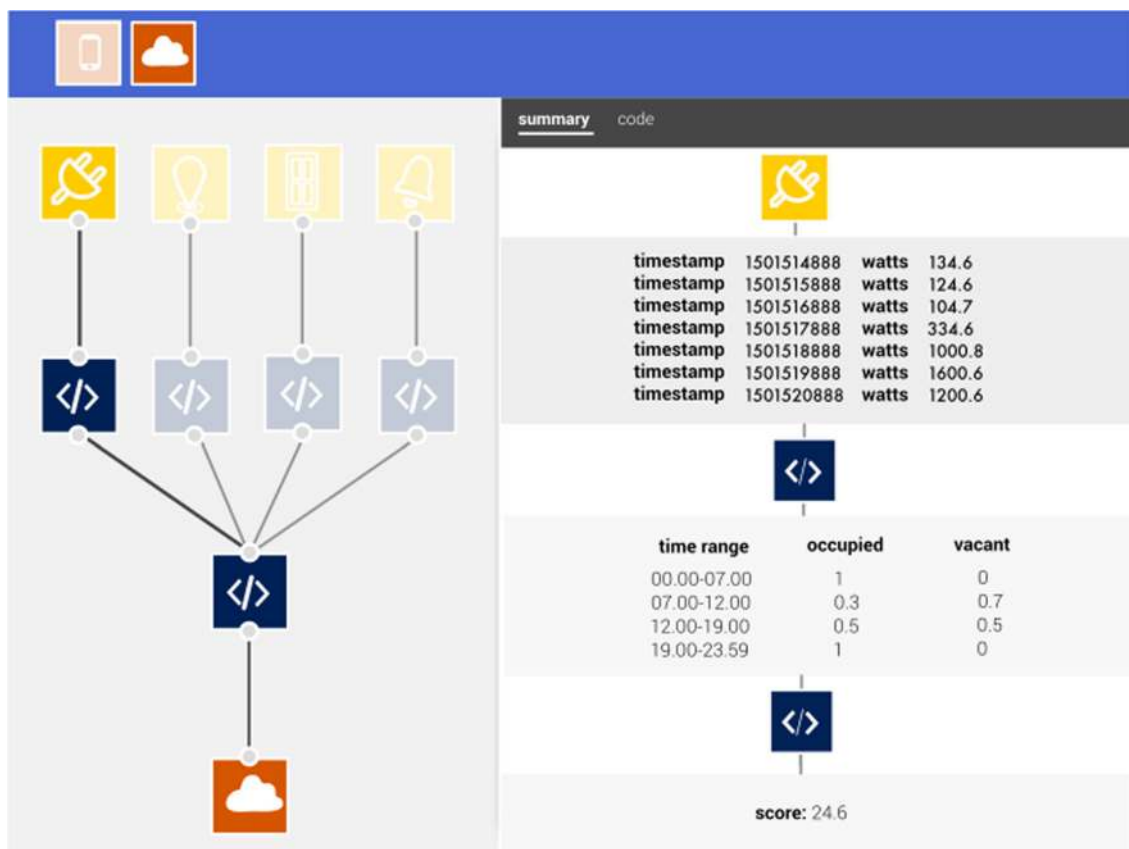 summary code
timestamp 1501514888 watts 134.6
timestamp 1501515888 watts 124.6
timestamp 1501516888 watts 104.7
timestamp 1501517888 watts 334.6
timestamp 1501518888 watts 1000.8
timestamp 1501519888 watts 1600.6
timestamp 1501520888 watts 1200.6
time range occupied vacant
00.00-07.00 1 0
07.00-12.00 0.3 0.7
12.00-19.00 0.5 0.5
19.00-23.59 1 0
score: 24.6